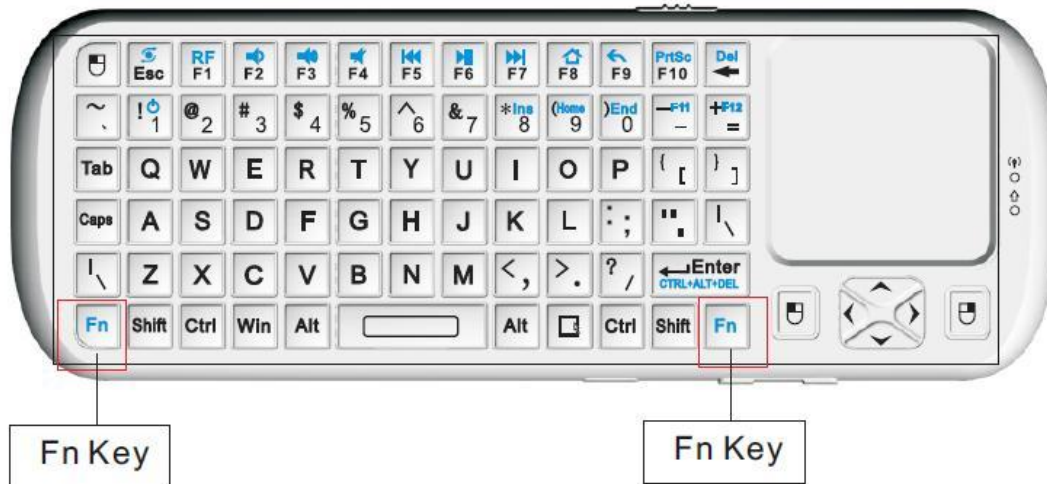 Esc RF F1 F2 F3 F4 F5 F6 F7 F8 F9 PrtSc F10 Del
~ ` ! 1 @ 2 # 3 $ 4 % 5 ^ 6 & 7 * Ins 8 ( Home 9 ) End 0 — F11 - + F12 =
Tab Q W E R T Y U I O P { [ } ]
Caps A S D F G H J K L : ; " ' | \
| \ Z X C V B N M < , > . ? / Enter
CTRL+ALT+DEL
Fn Shift Ctrl Win Alt Alt Ctrl Shift Fn
Fn Key
Fn Key